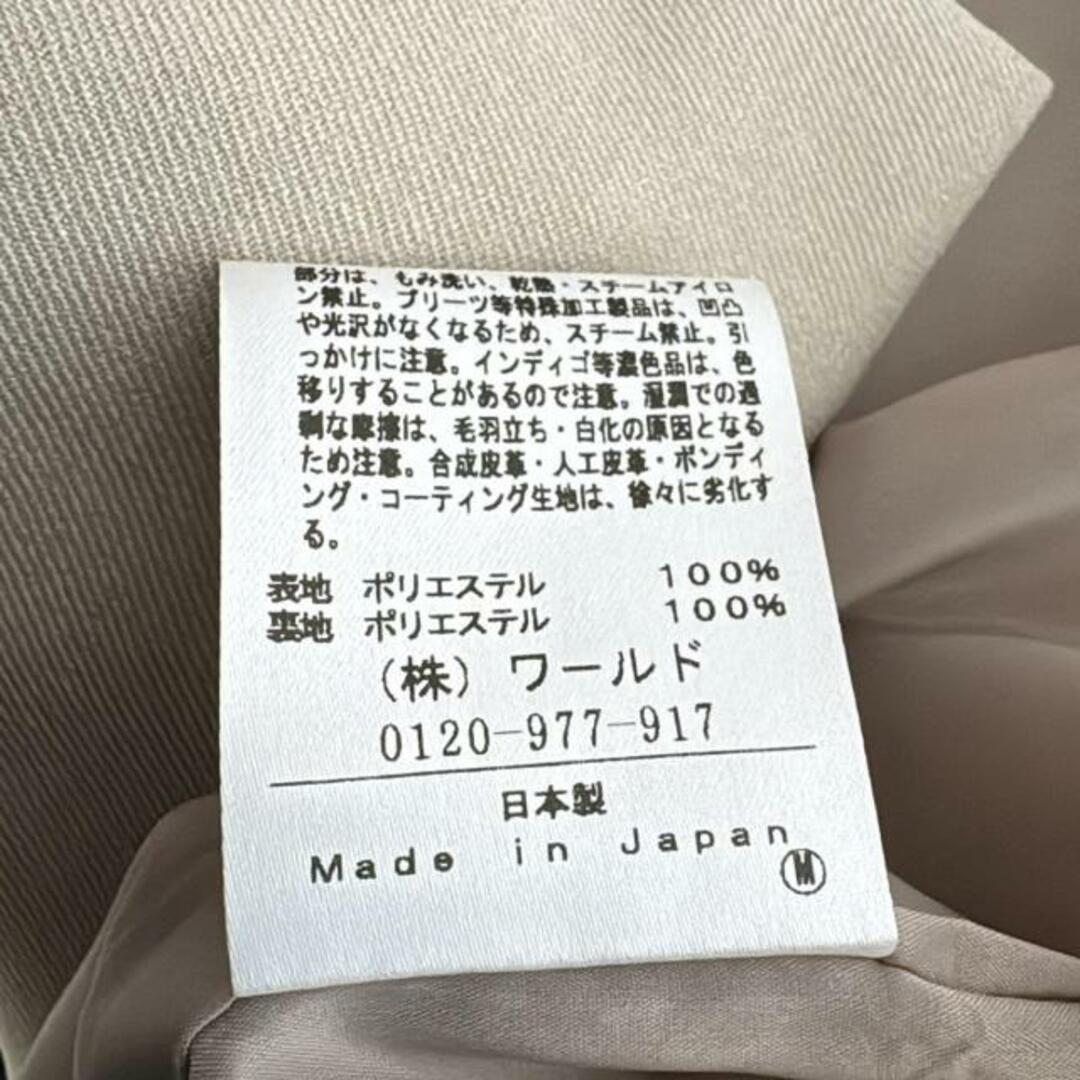 部分は、もみ洗い、乾熱・スチームアイロ
ン禁止。プリーツ等特殊加工製品は、凹凸
や光沢がなくなるため、スチーム禁止。引
っかけに注意。インディゴ等濃色品は、色
移りすることがあるので注意。湿潤での過
剰な摩擦は、毛羽立ち・白化の原因となる
ため注意。合成皮革・人工皮革・ボンディ
ング・コーティング生地は、徐々に劣化す
る。
表地 ポリエステル 100%
裏地 ポリエステル 100%
(株) ワールド
0120-977-917
日本製
Made in Japan
M